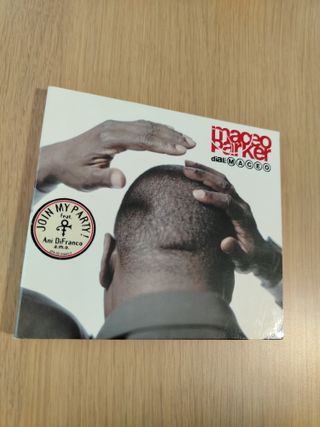 maceo
parker
dial: MACEO
JOIN MY PARTY!
feat.
Ani DiFranco
a.m.o.